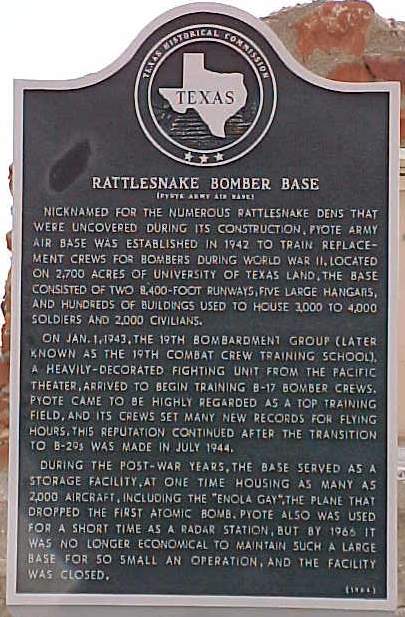 TEXAS HISTORICAL COMMISSION
TEXAS
RATTLESNAKE BOMBER BASE
(PYOTE ARMY AIR BASE)
NICKNAMED FOR THE NUMEROUS RATTLESNAKE DENS THAT
WERE UNCOVERED DURING ITS CONSTRUCTION, PYOTE ARMY
AIR BASE WAS ESTABLISHED IN 1942 TO TRAIN REPLACE-
MENT CREWS FOR BOMBERS DURING WORLD WAR II. LOCATED
ON 2,700 ACRES OF UNIVERSITY OF TEXAS LAND, THE BASE
CONSISTED OF TWO 8,400-FOOT RUNWAYS, FIVE LARGE HANGARS,
AND HUNDREDS OF BUILDINGS USED TO HOUSE 3,000 TO 4,000
SOLDIERS AND 2,000 CIVILIANS.
ON JAN. 1, 1943, THE 19TH BOMBARDMENT GROUP (LATER
KNOWN AS THE 19TH COMBAT CREW TRAINING SCHOOL),
A HEAVILY-DECORATED FIGHTING UNIT FROM THE PACIFIC
THEATER, ARRIVED TO BEGIN TRAINING B-17 BOMBER CREWS.
PYOTE CAME TO BE HIGHLY REGARDED AS A TOP TRAINING
FIELD, AND ITS CREWS SET MANY NEW RECORDS FOR FLYING
HOURS. THIS REPUTATION CONTINUED AFTER THE TRANSITION
TO B-29s WAS MADE IN JULY 1944.
DURING THE POST-WAR YEARS, THE BASE SERVED AS A
STORAGE FACILITY, AT ONE TIME HOUSING AS MANY AS
2,000 AIRCRAFT, INCLUDING THE "ENOLA GAY", THE PLANE THAT
DROPPED THE FIRST ATOMIC BOMB. PYOTE ALSO WAS USED
FOR A SHORT TIME AS A RADAR STATION, BUT BY 1966 IT
WAS NO LONGER ECONOMICAL TO MAINTAIN SUCH A LARGE
BASE FOR SO SMALL AN OPERATION, AND THE FACILITY
WAS CLOSED.
(1984)